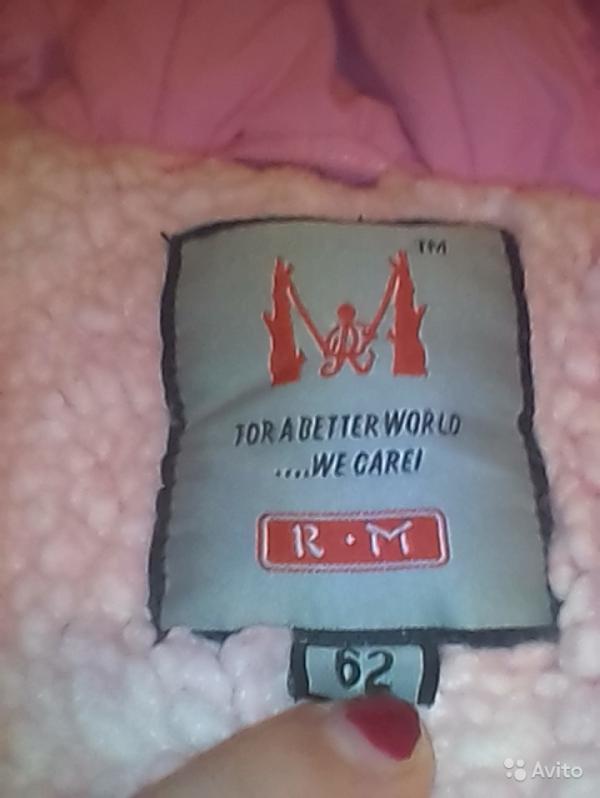 TM
FOR A BETTER WORLD
....WE CARE!
R·M
62
Avito